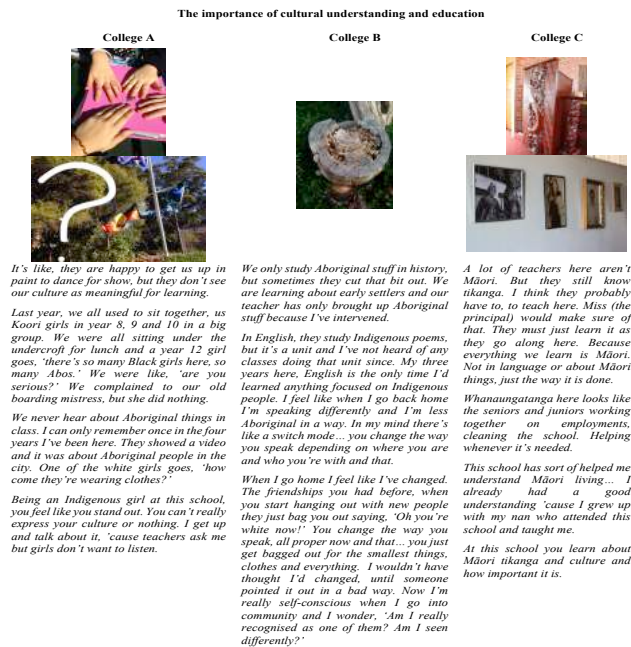 The importance of cultural understanding and education
College A
It's like, they are happy to get us up in
paint to dance for show, but they don't see
our culture as meaningful for learning.
Last year, we all used to sit together, us
Koori girls in year 8, 9 and 10 in a big
group. We were all sitting under the
undercroft for lunch and a year 12 girl
goes, 'there's so many Black girls here, so
many Abos.' We were like, 'are you
serious?' We complained to our old
boarding mistress, but she did nothing.
We never hear about Aboriginal things in
class. I can only remember once in the four
years I've been here. They showed a video
and it was about Aboriginal people in the
city. One of the white girls goes, 'how
come they're wearing clothes?'
Being an Indigenous girl at this school,
you feel like you stand out. You can't really
express your culture or nothing. I get up
and talk about it, 'cause teachers ask me
but girls don't want to listen.
College B
We only study Aboriginal stuff in history,
but sometimes they cut that bit out. We
are learning about early settlers and our
teacher has only brought up Aboriginal
stuff because I've intervened.
In English, they study Indigenous poems,
but it's a unit and I've not heard of any
classes doing that unit since. My three
years here, English is the only time I'd
learned anything focused on Indigenous
people. I feel like when I go back home
I'm speaking differently and I'm less
Aboriginal in a way. In my mind there's
like a switch mode… you change the way
you speak depending on where you are
and who you're with and that.
When I go home I feel like I've changed.
The friendships you had before, when
you start hanging out with new people
they just bag you out saying, 'Oh you're
white now!' You change the way you
speak, all proper now and that… you just
get bagged out for the smallest things,
clothes and everything. I wouldn't have
thought I'd changed, until someone
pointed it out in a bad way. Now I'm
really self-conscious when I go into
community and I wonder, 'Am I really
recognised as one of them? Am I seen
differently?'
College C
A lot of teachers here aren't
Māori. But they still know
tikanga. I think they probably
have to, to teach here. Miss (the
principal) would make sure of
that. They must just learn it as
they go along here. Because
everything we learn is Māori.
Not in language or about Māori
things, just the way it is done.
Whanaungatanga here looks like
the seniors and juniors working
together on employments,
cleaning the school. Helping
whenever it's needed.
This school has sort of helped me
understand Māori living… I
already had a good
understanding 'cause I grew up
with my nan who attended this
school and taught me.
At this school you learn about
Māori tikanga and culture and
how important it is.